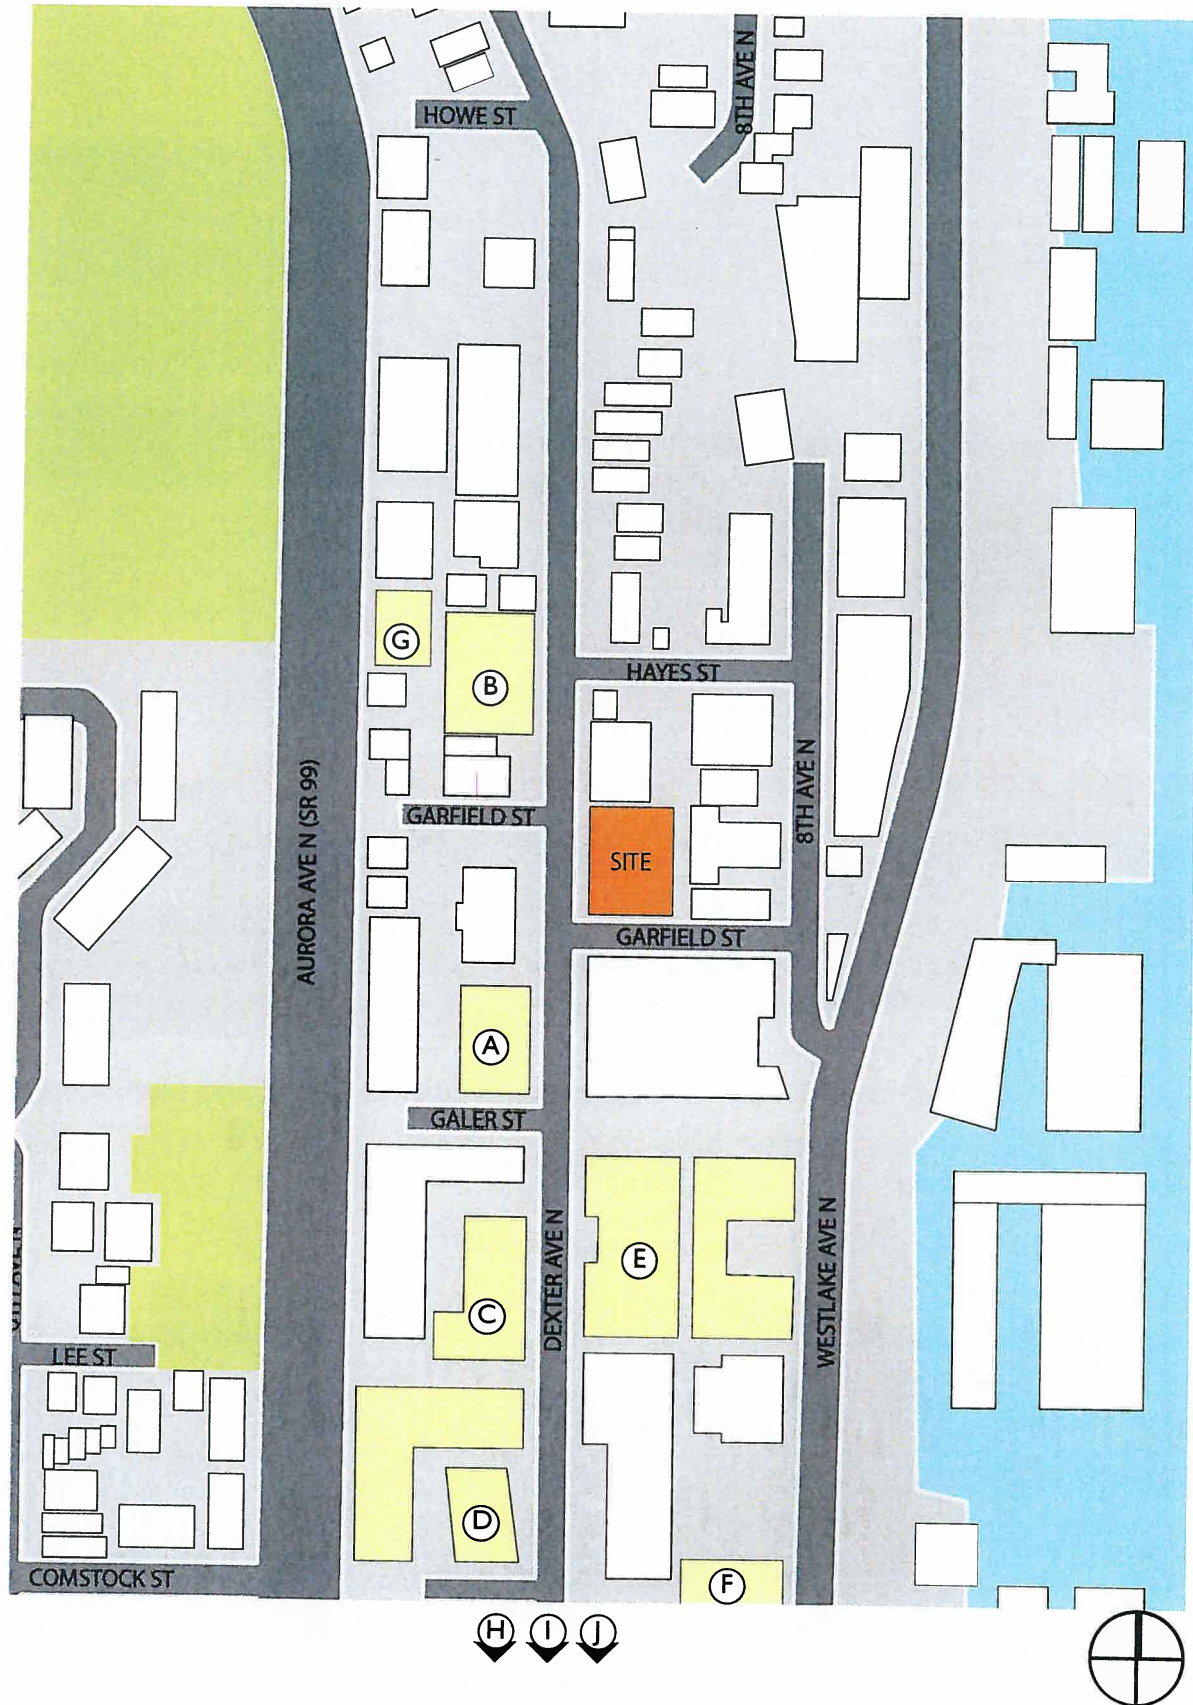 8TH AVE N
HOWE ST
G
B
HAYES ST
AURORA AVE N (SR 99)
GARFIELD ST
8TH AVE N
SITE
GARFIELD ST
A
GALER ST
DEXTER AVE N
E
WESTLAKE AVE N
C
LEE ST
D
COMSTOCK ST
F
H I J